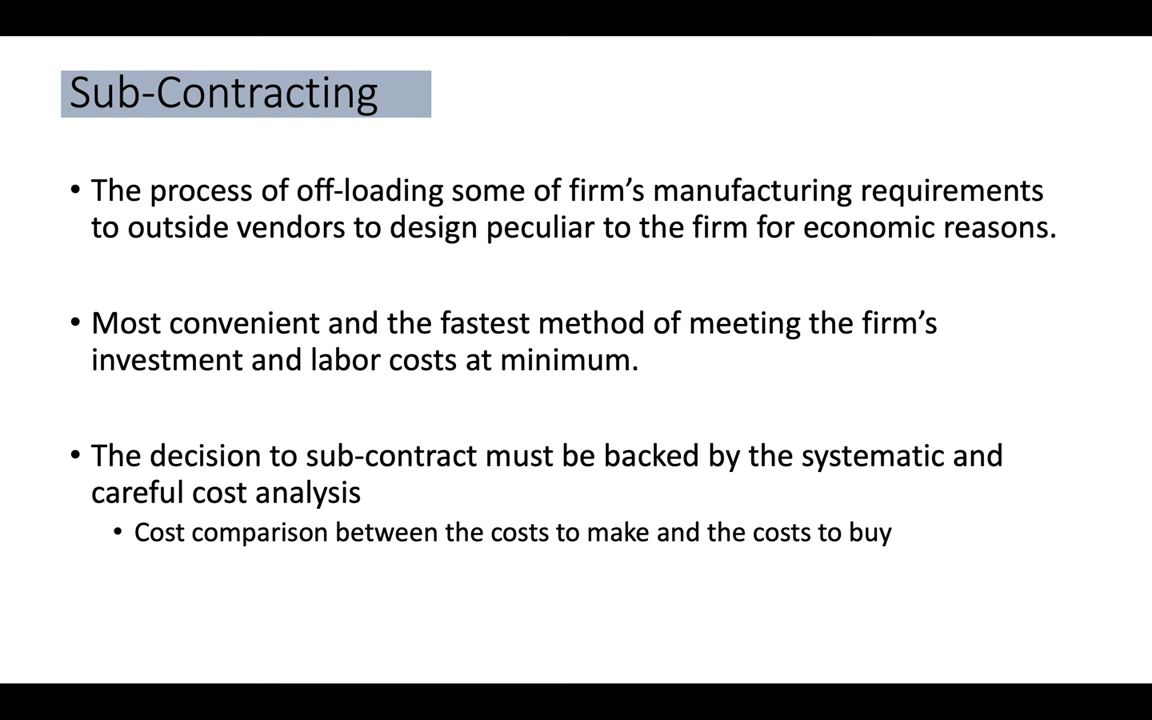 Sub-Contracting
• The process of off-loading some of firm’s manufacturing requirements
to outside vendors to design peculiar to the firm for economic reasons.
• Most convenient and the fastest method of meeting the firm’s
investment and labor costs at minimum.
• The decision to sub-contract must be backed by the systematic and
careful cost analysis
• Cost comparison between the costs to make and the costs to buy